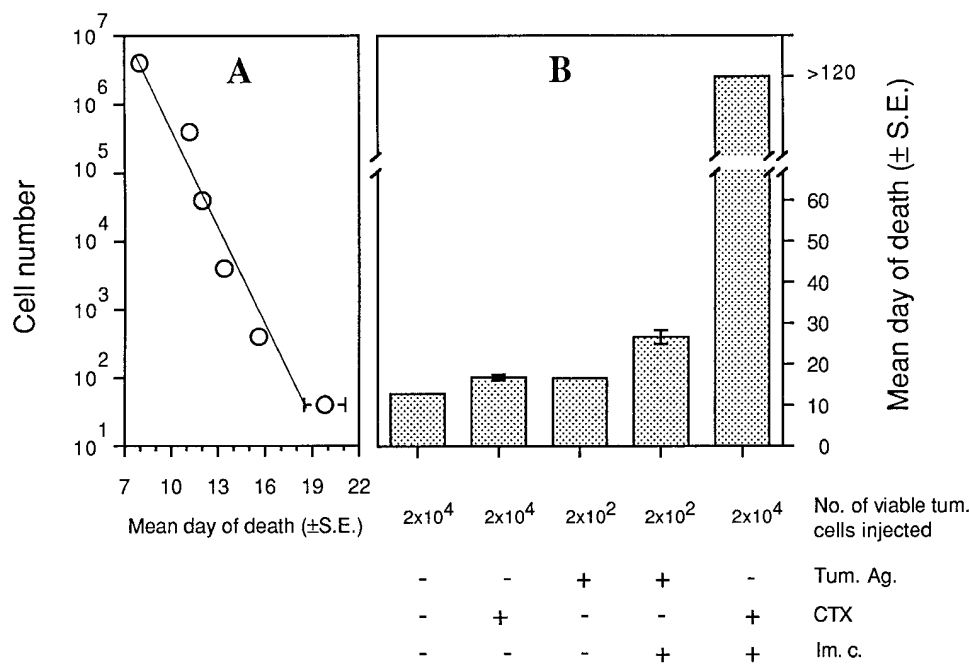 A
B
10^7
10^6
10^5
10^4
10^3
10^2
10^1
Cell number
7 10 13 16 19 22
Mean day of death (±S.E.)
>120
60
50
40
30
20
10
0
Mean day of death (± S.E.)
2x10^4 2x10^4 2x10^2 2x10^2 2x10^4 No. of viable tum.
cells injected
- - + + - Tum. Ag.
- + - - + CTX
- - - + + Im. c.